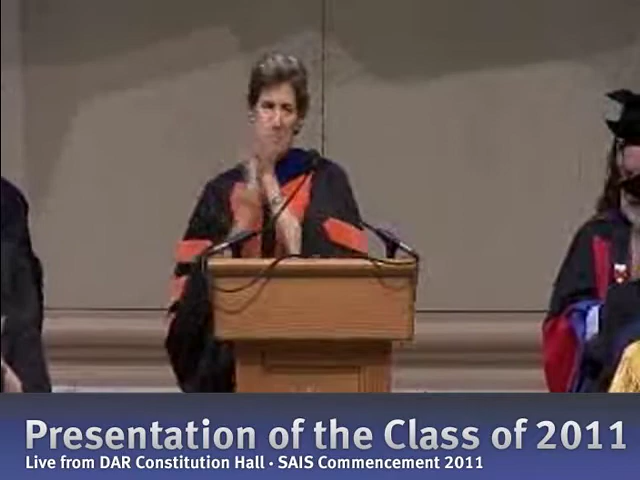 Presentation of the Class of 2011
Live from DAR Constitution Hall · SAIS Commencement 2011